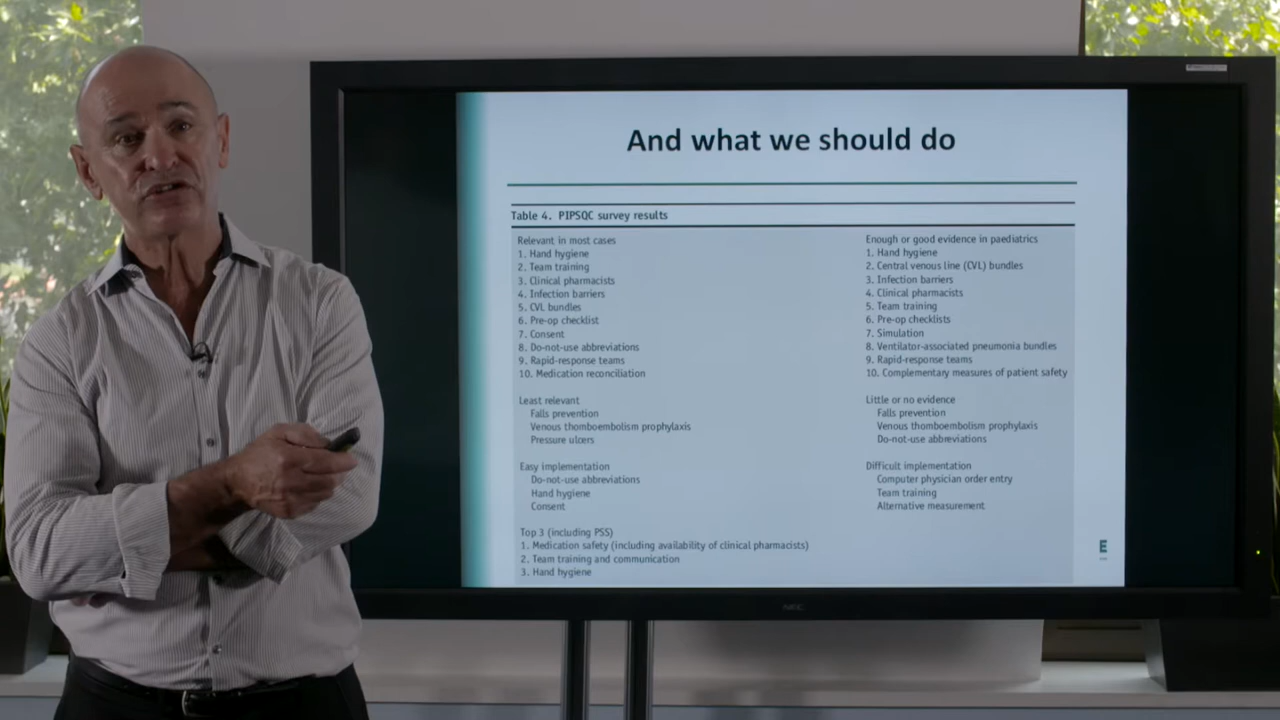 And what we should do
Table 4. PIPSQC survey results
Relevant in most cases
1. Hand hygiene
2. Team training
3. Clinical pharmacists
4. Infection barriers
5. CVL bundles
6. Pre-op checklist
7. Consent
8. Do-not-use abbreviations
9. Rapid-response teams
10. Medication reconciliation
Least relevant
Falls prevention
Venous thromboembolism prophylaxis
Pressure ulcers
Easy implementation
Do-not-use abbreviations
Hand hygiene
Consent
Top 3 (including PSS)
1. Medication safety (including availability of clinical pharmacists)
2. Team training and communication
3. Hand hygiene
Enough or good evidence in paediatrics
1. Hand hygiene
2. Central venous line (CVL) bundles
3. Infection barriers
4. Clinical pharmacists
5. Team training
6. Pre-op checklists
7. Simulation
8. Ventilator-associated pneumonia bundles
9. Rapid-response teams
10. Complementary measures of patient safety
Little or no evidence
Falls prevention
Venous thromboembolism prophylaxis
Do-not-use abbreviations
Difficult implementation
Computer physician order entry
Team training
Alternative measurement
E
NEC